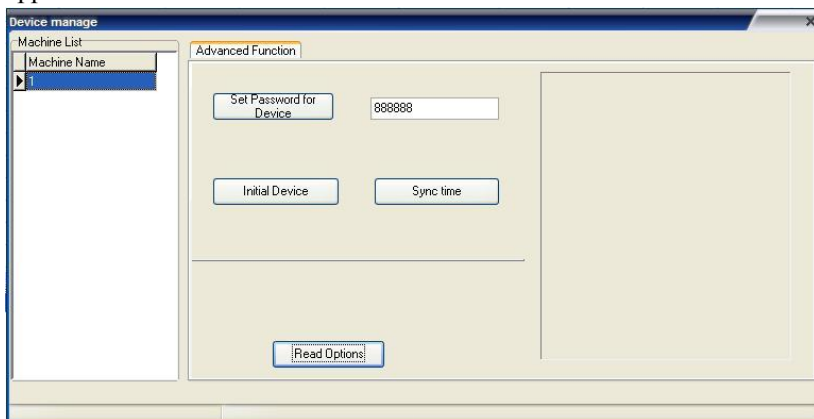 Device manage
Machine List
Machine Name
1
Advanced Function
Set Password for
Device
888888
Initial Device
Sync time
Read Options